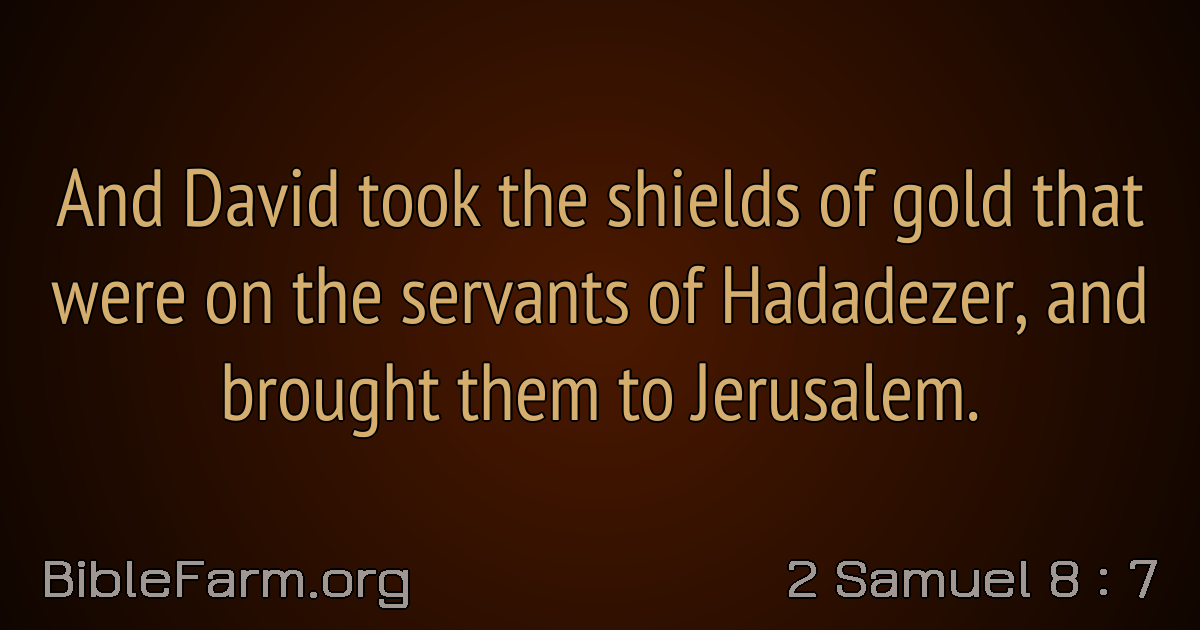 And David took the shields of gold that
were on the servants of Hadadezer, and
brought them to Jerusalem.
BibleFarm.org
2 Samuel 8 : 7